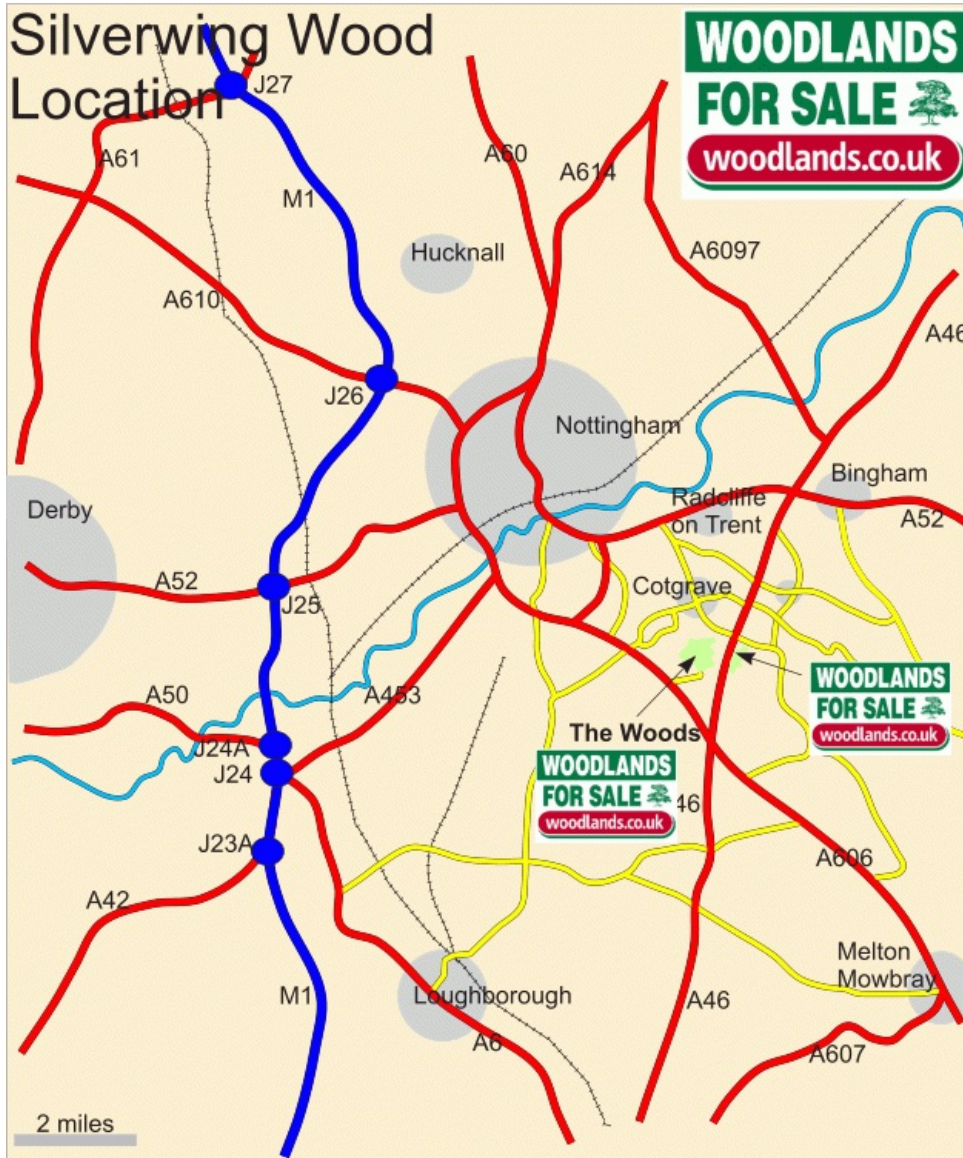 Silverwing Wood
Location
WOODLANDS
FOR SALE
woodlands.co.uk
J27
A61
M1
A60
A614
Hucknall
A6097
A610
A46
J26
Nottingham
Bingham
Derby
Radcliffe
on Trent
A52
A52
J25
Cotgrave
A50
A453
WOODLANDS
FOR SALE
woodlands.co.uk
The Woods
J24A
J24
WOODLANDS
FOR SALE
woodlands.co.uk
46
J23A
A606
A42
Melton
Mowbray
M1
Loughborough
A46
A6
A607
2 miles